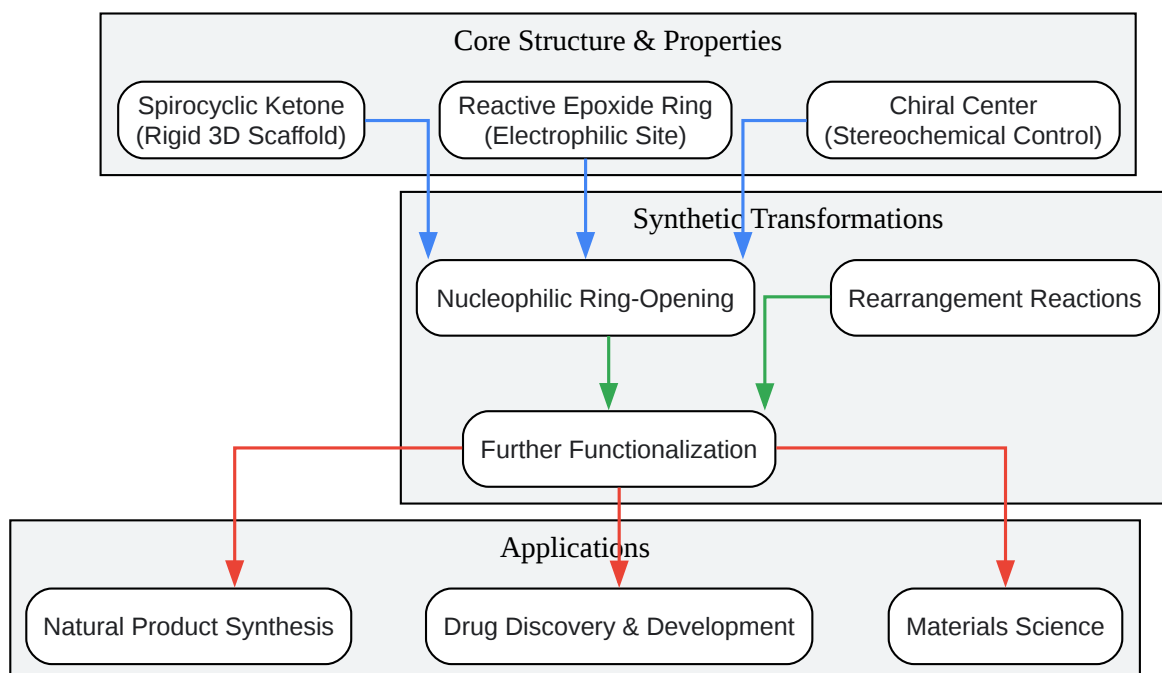 Core Structure & Properties
Spirocyclic Ketone
(Rigid 3D Scaffold)
Reactive Epoxide Ring
(Electrophilic Site)
Chiral Center
(Stereochemical Control)
Synthetic Transformations
Nucleophilic Ring-Opening
Rearrangement Reactions
Further Functionalization
Applications
Natural Product Synthesis
Drug Discovery & Development
Materials Science